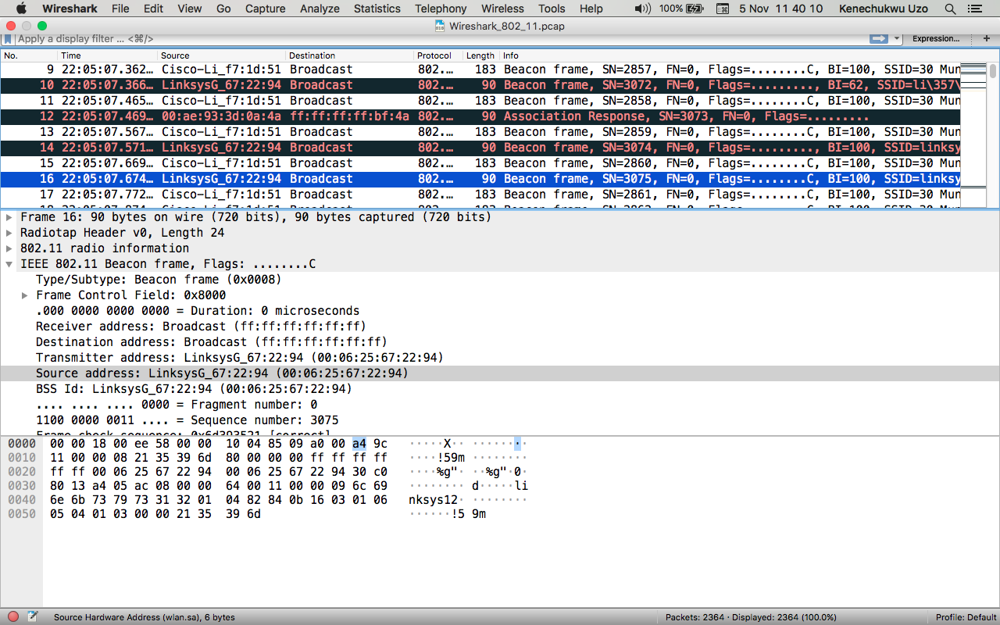 Wireshark File Edit View Go Capture Analyze Statistics Telephony Wireless Tools Help 100% 5 Nov 11 40 10 Kenechukwu Uzo
Wireshark_802_11.pcap
Apply a display filter ... <⌘/> Expression... +
No. Time Source Destination Protocol Length Info
9 22:05:07.362… Cisco-Li_f7:1d:51 Broadcast 802.… 183 Beacon frame, SN=2857, FN=0, Flags=........C, BI=100, SSID=30 Mun
10 22:05:07.366… LinksysG_67:22:94 Broadcast 802.… 90 Beacon frame, SN=3072, FN=0, Flags=........., BI=62, SSID=li\357\
11 22:05:07.465… Cisco-Li_f7:1d:51 Broadcast 802.… 183 Beacon frame, SN=2858, FN=0, Flags=........C, BI=100, SSID=30 Mun
12 22:05:07.469… 00:ae:93:3d:0a:4a ff:ff:ff:ff:bf:4a 802.… 90 Association Response, SN=3073, FN=0, Flags=.........
13 22:05:07.567… Cisco-Li_f7:1d:51 Broadcast 802.… 183 Beacon frame, SN=2859, FN=0, Flags=........C, BI=100, SSID=30 Mun
14 22:05:07.571… LinksysG_67:22:94 Broadcast 802.… 90 Beacon frame, SN=3074, FN=0, Flags=........., BI=100, SSID=linksy
15 22:05:07.669… Cisco-Li_f7:1d:51 Broadcast 802.… 183 Beacon frame, SN=2860, FN=0, Flags=........C, BI=100, SSID=30 Mun
16 22:05:07.674… LinksysG_67:22:94 Broadcast 802.… 90 Beacon frame, SN=3075, FN=0, Flags=........C, BI=100, SSID=linksy
17 22:05:07.772… Cisco-Li_f7:1d:51 Broadcast 802.… 183 Beacon frame, SN=2861, FN=0, Flags=........C, BI=100, SSID=30 Mun
Frame 16: 90 bytes on wire (720 bits), 90 bytes captured (720 bits)
Radiotap Header v0, Length 24
802.11 radio information
IEEE 802.11 Beacon frame, Flags: ........C
Type/Subtype: Beacon frame (0x0008)
Frame Control Field: 0x8000
.000 0000 0000 0000 = Duration: 0 microseconds
Receiver address: Broadcast (ff:ff:ff:ff:ff:ff)
Destination address: Broadcast (ff:ff:ff:ff:ff:ff)
Transmitter address: LinksysG_67:22:94 (00:06:25:67:22:94)
Source address: LinksysG_67:22:94 (00:06:25:67:22:94)
BSS Id: LinksysG_67:22:94 (00:06:25:67:22:94)
.... .... .... 0000 = Fragment number: 0
1100 0000 0011 .... = Sequence number: 3075
Frame check sequence: 0x6d393521 [correct]
0000 00 00 18 00 ee 58 00 00 10 04 85 09 a0 00 a4 9c ·····X·· ········
0010 11 00 00 08 21 35 39 6d 80 00 00 00 ff ff ff ff ····!59m ········
0020 ff ff 00 06 25 67 22 94 00 06 25 67 22 94 30 c0 ····%g"· ··%g"·0·
0030 80 13 a4 05 ac 08 00 00 64 00 11 00 00 09 6c 69 ········ d·····li
0040 6e 6b 73 79 73 31 32 01 04 82 84 0b 16 03 01 06 nksys12· ········
0050 05 04 01 03 00 00 21 35 39 6d ······!5 9m
Source Hardware Address (wlan.sa), 6 bytes Packets: 2364 · Displayed: 2364 (100.0%) Profile: Default